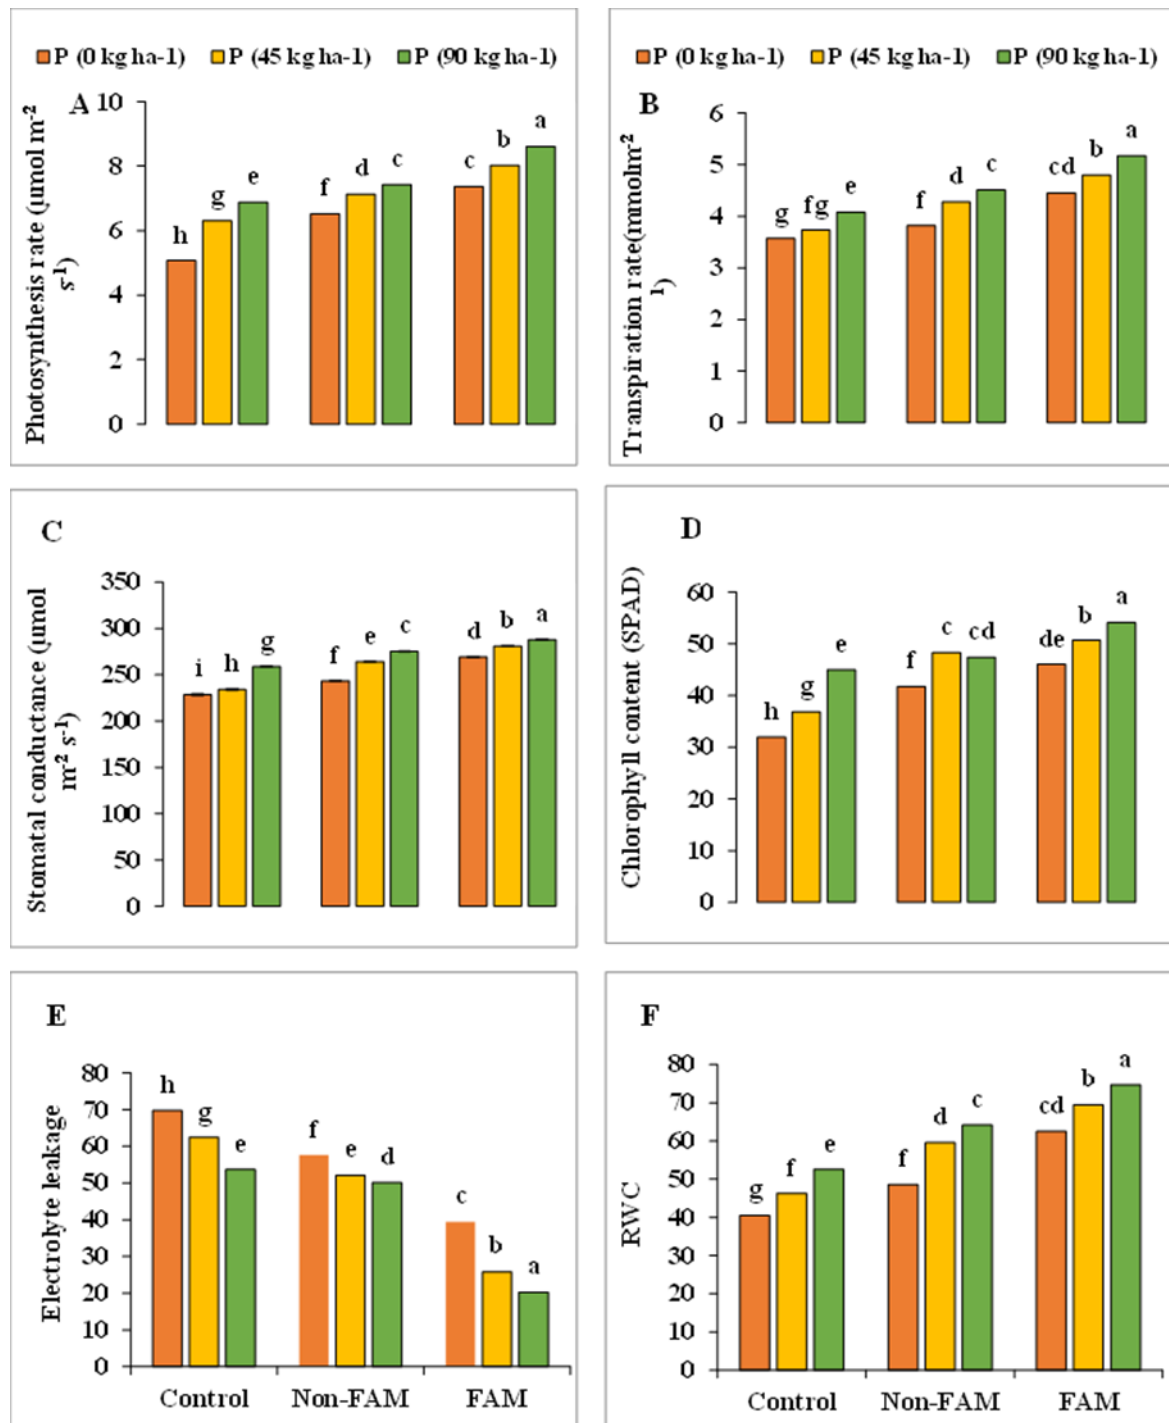 P (0 kg ha-1) P (45 kg ha-1) P (90 kg ha-1)
A
Photosynthesis rate (µmol m⁻²
s⁻¹)
10
8
6
4
2
0
h g e f d c c b a
P (0 kg ha-1) P (45 kg ha-1) P (90 kg ha-1)
B
Transpiration rate(mmolm⁻²
¹)
6
5
4
3
2
1
0
g fg e f d c cd b a
C
Stomatal conductance (µmol
m⁻² s⁻¹)
350
300
250
200
150
100
50
0
i h g f e c d b a
D
Chlorophyll content (SPAD)
60
50
40
30
20
10
0
h g e f c cd de b a
E
Electrolyte leakage
80
70
60
50
40
30
20
10
0
h g e f e d c b a
Control Non-FAM FAM
F
RWC
80
70
60
50
40
30
20
10
0
g f e f d c cd b a
Control Non-FAM FAM